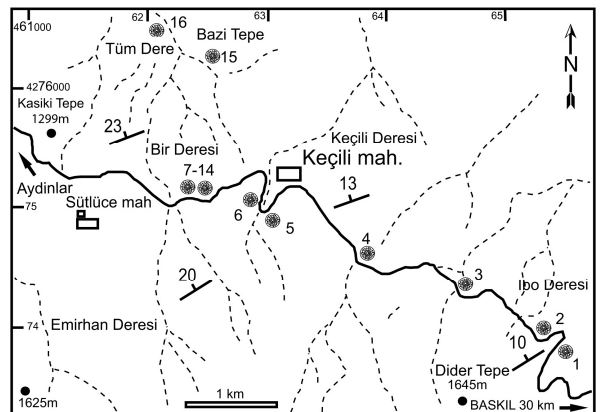 461000
62
63
64
65
16
Bazi Tepe
Tüm Dere
15
N
4276000
Kasiki Tepe
1299m
23
Bir Deresi
Keçili Deresi
Keçili mah.
7-14
13
Aydinlar
Sütlüce mah
75
6
5
4
3
20
Ibo Deresi
2
74
Emirhan Deresi
10
1
Dider Tepe
1645m
1625m
1 km
BASKIL 30 km